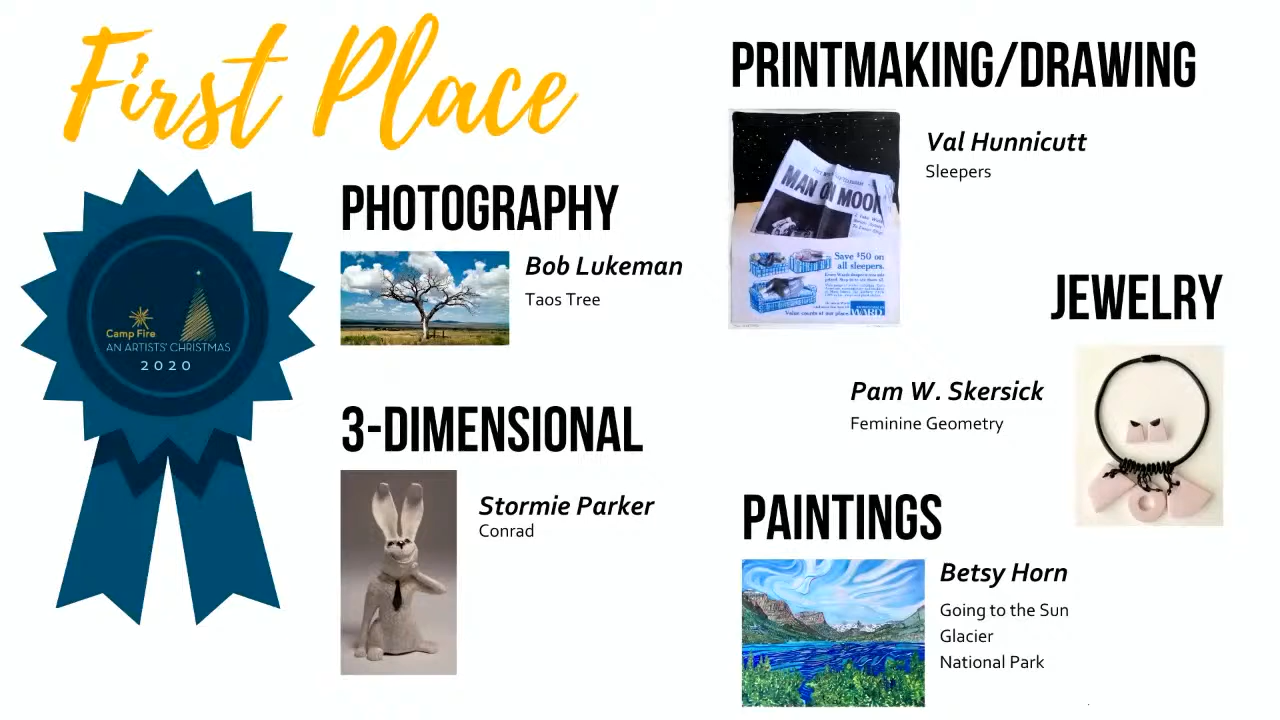 First Place
PHOTOGRAPHY
Bob Lukeman
Taos Tree
Camp Fire
AN ARTISTS' CHRISTMAS
2020
3-DIMENSIONAL
Stormie Parker
Conrad
PRINTMAKING/DRAWING
MAN ON MOON
Save $50 on
all sleepers.
WARD
Val Hunnicutt
Sleepers
JEWELRY
Pam W. Skersick
Feminine Geometry
PAINTINGS
Betsy Horn
Going to the Sun
Glacier
National Park